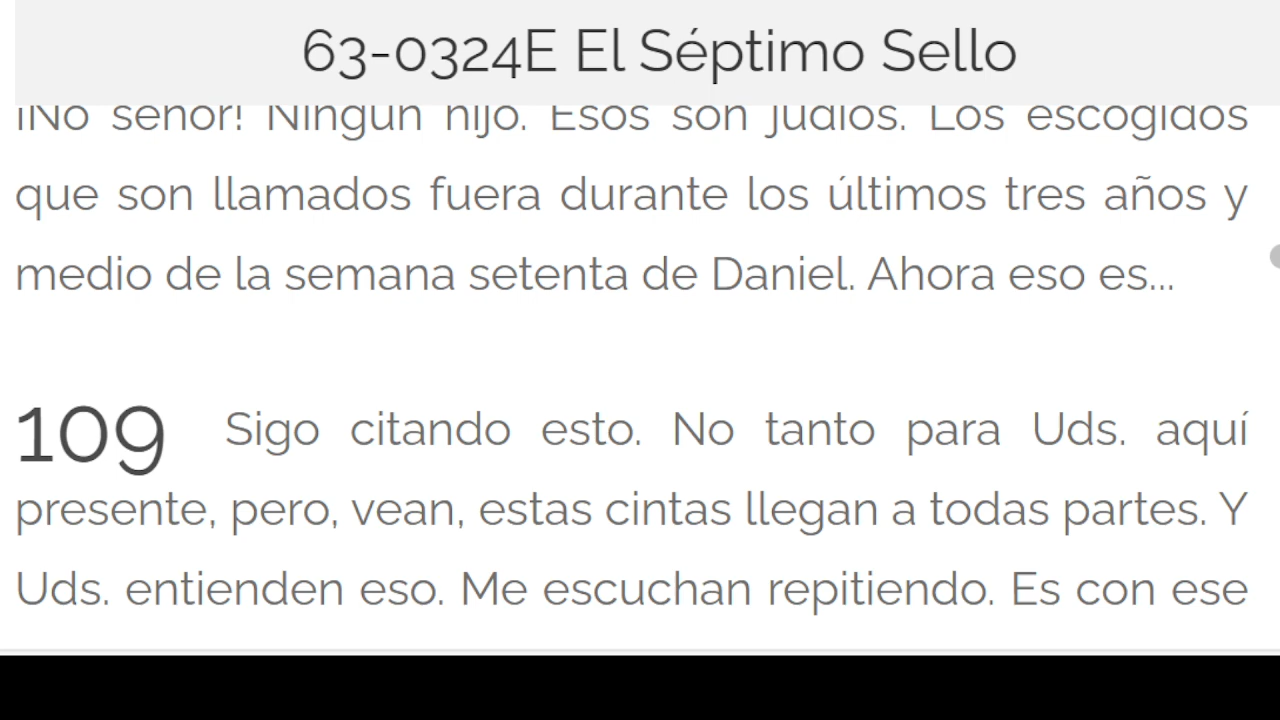 63-0324E El Séptimo Sello
¡No señor! Ningún hijo. Esos son judíos. Los escogidos
que son llamados fuera durante los últimos tres años y
medio de la semana setenta de Daniel. Ahora eso es...
109 Sigo citando esto. No tanto para Uds. aquí
presente, pero, vean, estas cintas llegan a todas partes. Y
Uds. entienden eso. Me escuchan repitiendo. Es con ese